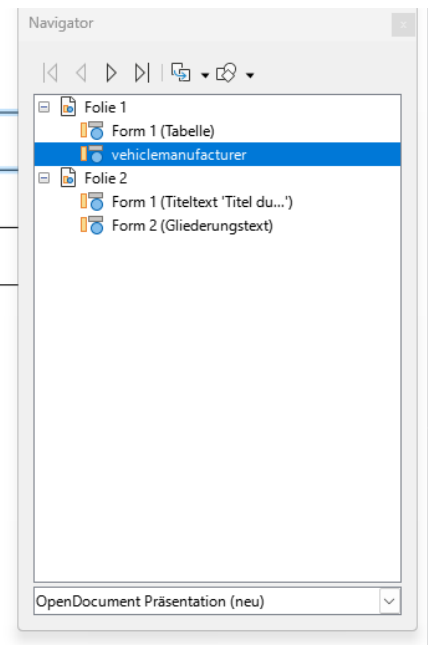 Navigator
Folie 1
Form 1 (Tabelle)
vehiclemanufacturer
Folie 2
Form 1 (Titeltext 'Titel du...')
Form 2 (Gliederungstext)
OpenDocument Präsentation (neu)